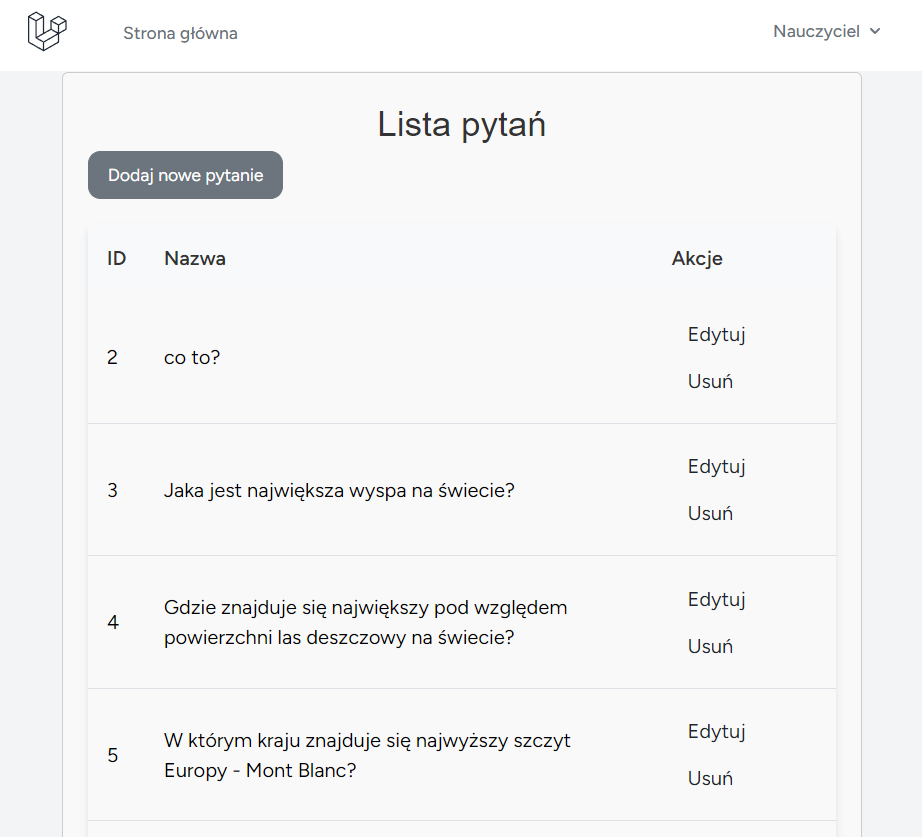 Strona główna
Nauczyciel
Lista pytań
Dodaj nowe pytanie
ID Nazwa Akcje
2 co to? Edytuj
Usuń
3 Jaka jest największa wyspa na świecie? Edytuj
Usuń
4 Gdzie znajduje się największy pod względem
powierzchni las deszczowy na świecie?
Edytuj
Usuń
5 W którym kraju znajduje się najwyższy szczyt
Europy - Mont Blanc?
Edytuj
Usuń